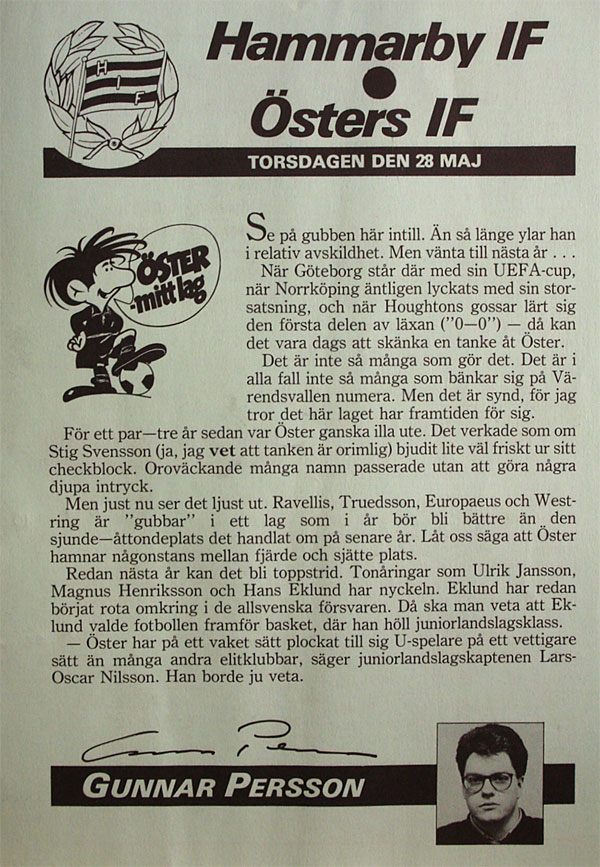 Hammarby IF
Östers IF
TORSDAGEN DEN 28 MAJ
H
I
F
ÖSTER
-mitt lag
Se på gubben här intill. Än så länge ylar han
i relativ avskildhet. Men vänta till nästa år . . .
När Göteborg står där med sin UEFA-cup,
när Norrköping äntligen lyckats med sin stor-
satsning, och när Houghtons gossar lärt sig
den första delen av läxan (”0—0”) — då kan
det vara dags att skänka en tanke åt Öster.
Det är inte så många som gör det. Det är i
alla fall inte så många som bänkar sig på Vä-
rendsvallen numera. Men det är synd, för jag
tror det här laget har framtiden för sig.
För ett par—tre år sedan var Öster ganska illa ute. Det verkade som om
Stig Svensson (ja, jag vet att tanken är orimlig) bjudit lite väl friskt ur sitt
checkblock. Oroväckande många namn passerade utan att göra några
djupa intryck.
Men just nu ser det ljust ut. Ravellis, Truedsson, Europaeus och West-
ring är ”gubbar” i ett lag som i år bör bli bättre än den
sjunde—åttondeplats det handlat om på senare år. Låt oss säga att Öster
hamnar någonstans mellan fjärde och sjätte plats.
Redan nästa år kan det bli toppstrid. Tonåringar som Ulrik Jansson,
Magnus Henriksson och Hans Eklund har nyckeln. Eklund har redan
börjat rota omkring i de allsvenska försvaren. Då ska man veta att Ek-
lund valde fotbollen framför basket, där han höll juniorlandslagsklass.
— Öster har på ett vaket sätt plockat till sig U-spelare på ett vettigare
sätt än många andra elitklubbar, säger juniorlandslagskaptenen Lars-
Oscar Nilsson. Han borde ju veta.
GUNNAR PERSSON